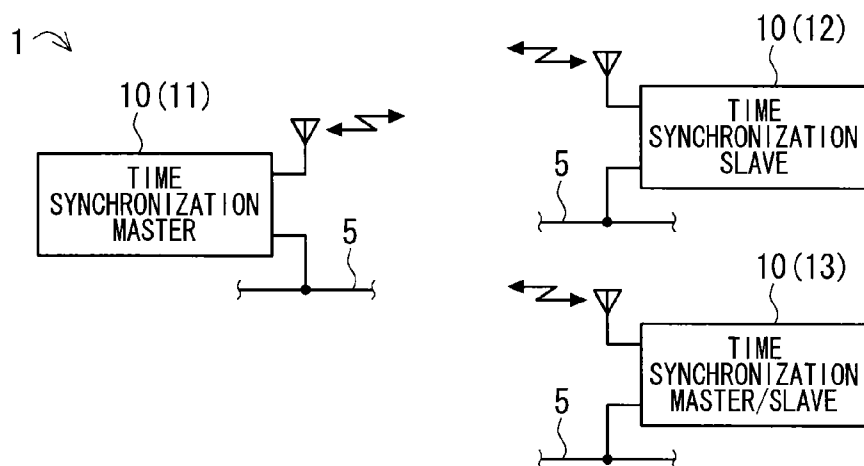 1
10(11)
TIME
SYNCHRONIZATION
MASTER
5
10(12)
TIME
SYNCHRONIZATION
SLAVE
5
10(13)
TIME
SYNCHRONIZATION
MASTER/SLAVE
5